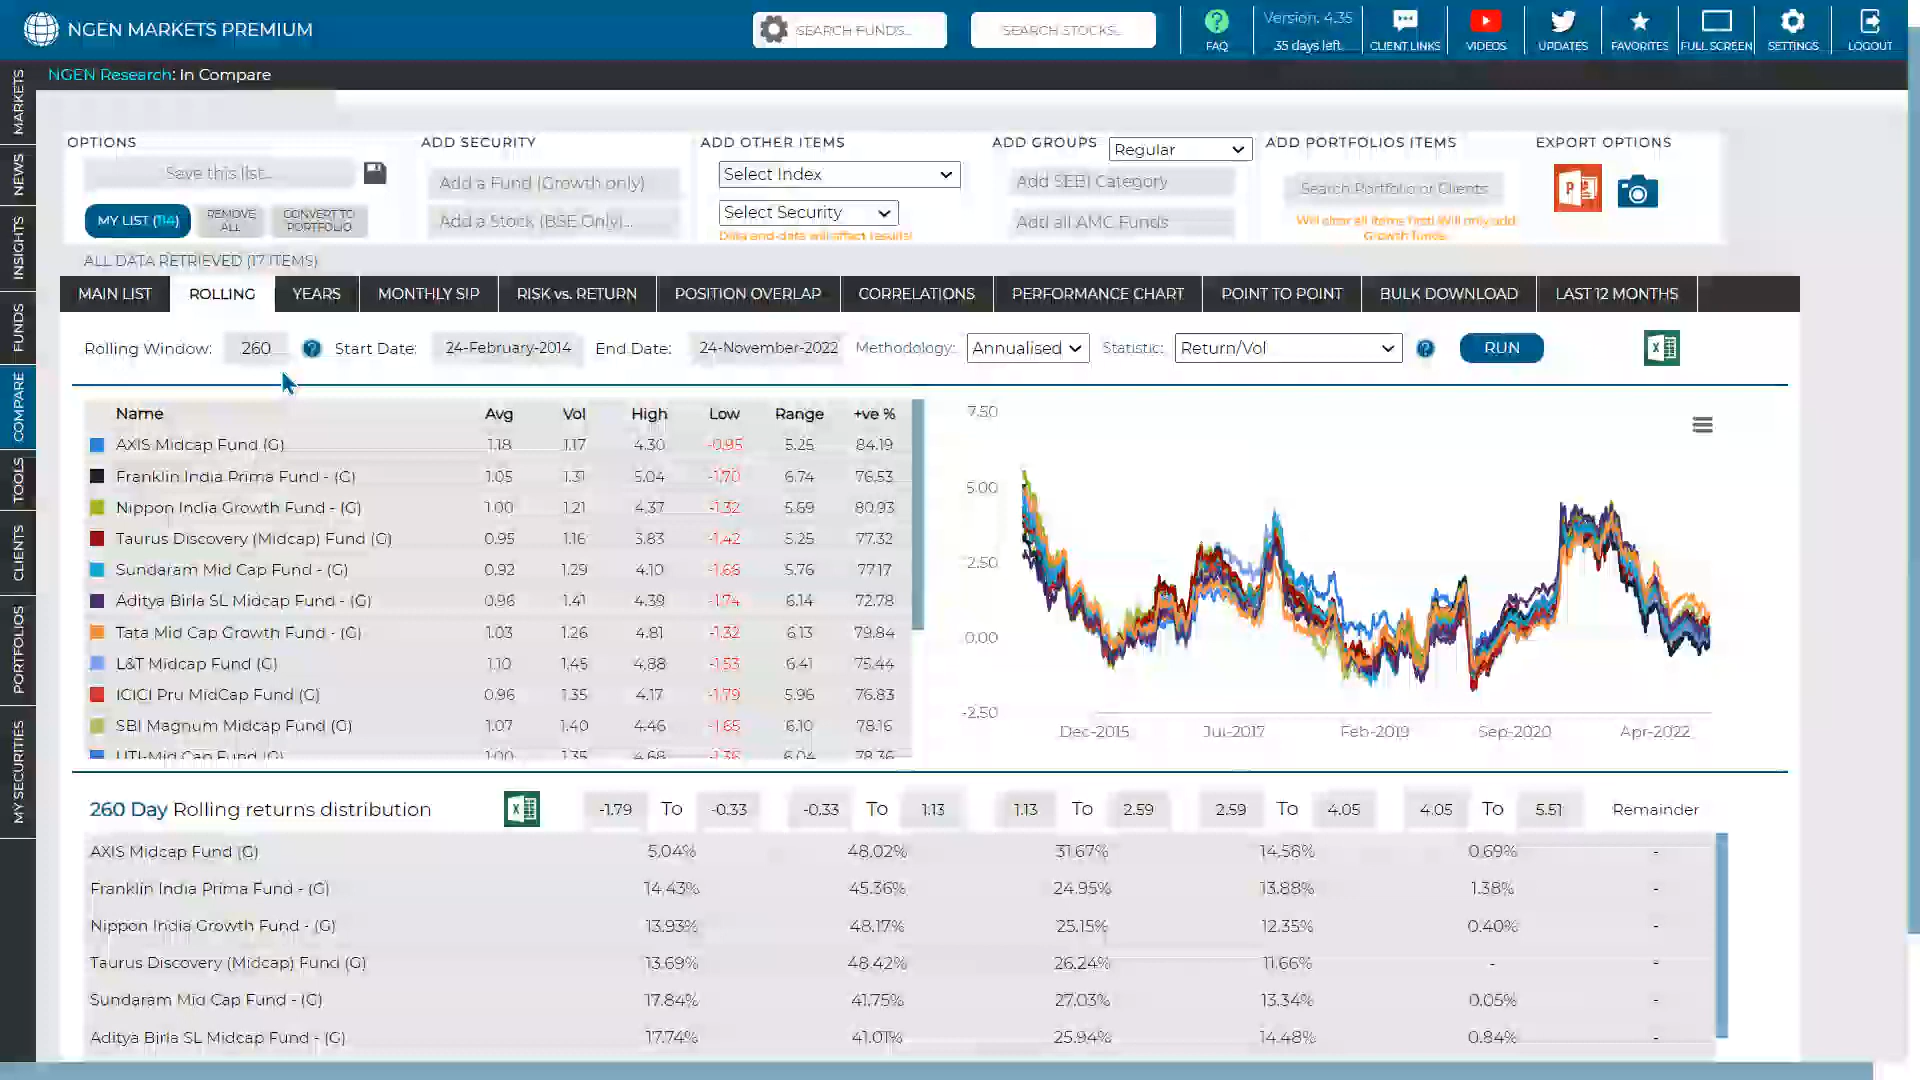 NGEN MARKETS PREMIUM
SEARCH FUNDS...
SEARCH STOCKS...
FAQ
Version. 4.35
35 days left.
CLIENT LINKS
VIDEOS
UPDATES
FAVORITES
FULL SCREEN
SETTINGS
LOGOUT
NGEN Research: In Compare
MARKETS
NEWS
INSIGHTS
FUNDS
COMPARE
TOOLS
CLIENTS
PORTFOLIOS
MY SECURITIES
OPTIONS
Save this list...
MY LIST (114)
REMOVE ALL
CONVERT TO PORTFOLIO
ADD SECURITY
Add a Fund (Growth only)
Add a Stock (BSE Only)...
ADD OTHER ITEMS
Select Index
Select Security
Data end-date will affect results!
ADD GROUPS Regular
Add SEBI Category
Add all AMC Funds
ADD PORTFOLIOS ITEMS
Search Portfolio or Clients
Will clear all items first! Will only add
Growth funds.
EXPORT OPTIONS
ALL DATA RETRIEVED (17 ITEMS)
MAIN LIST ROLLING YEARS MONTHLY SIP RISK vs. RETURN POSITION OVERLAP CORRELATIONS PERFORMANCE CHART POINT TO POINT BULK DOWNLOAD LAST 12 MONTHS
Rolling Window: 260 Start Date: 24-February-2014 End Date: 24-November-2022 Methodology: Annualised Statistic: Return/Vol RUN
Name Avg Vol High Low Range +ve %
AXIS Midcap Fund (G) 1.18 1.17 4.30 -0.95 5.25 84.19
Franklin India Prima Fund - (G) 1.05 1.31 5.04 -1.70 6.74 76.53
Nippon India Growth Fund - (G) 1.00 1.21 4.37 -1.32 5.69 80.93
Taurus Discovery (Midcap) Fund (G) 0.95 1.16 3.83 -1.42 5.25 77.32
Sundaram Mid Cap Fund - (G) 0.92 1.29 4.10 -1.66 5.76 77.17
Aditya Birla SL Midcap Fund - (G) 0.96 1.41 4.39 -1.74 6.14 72.78
Tata Mid Cap Growth Fund - (G) 1.03 1.26 4.81 -1.32 6.13 79.84
L&T Midcap Fund (G) 1.10 1.45 4.88 -1.53 6.41 75.44
ICICI Pru MidCap Fund (G) 0.96 1.35 4.17 -1.79 5.96 76.83
SBI Magnum Midcap Fund (G) 1.07 1.40 4.46 -1.65 6.10 78.16
UTI-Mid Cap Fund (G) 1.00 1.35 4.68 -1.36 6.04 78.36
7.50
5.00
2.50
0.00
-2.50
Dec-2015 Jul-2017 Feb-2019 Sep-2020 Apr-2022
260 Day Rolling returns distribution -1.79 To -0.33 -0.33 To 1.13 1.13 To 2.59 2.59 To 4.05 4.05 To 5.51 Remainder
AXIS Midcap Fund (G) 5.04% 48.02% 31.67% 14.58% 0.69% -
Franklin India Prima Fund - (G) 14.43% 45.36% 24.95% 13.88% 1.38% -
Nippon India Growth Fund - (G) 13.93% 48.17% 25.15% 12.35% 0.40% -
Taurus Discovery (Midcap) Fund (G) 13.69% 48.42% 26.24% 11.66% - -
Sundaram Mid Cap Fund - (G) 17.84% 41.75% 27.03% 13.34% 0.05% -
Aditya Birla SL Midcap Fund - (G) 17.74% 41.01% 25.94% 14.48% 0.84% -